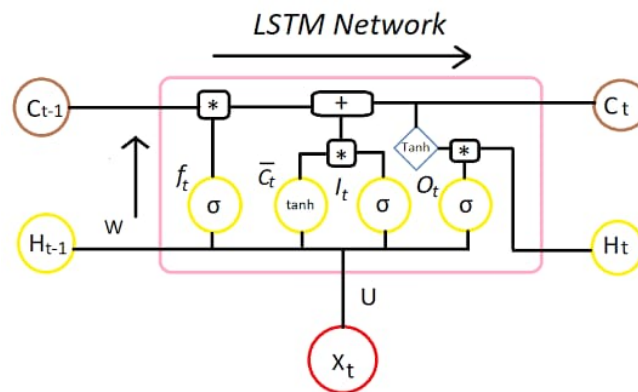 LSTM Network
Cₜ₋₁ * + Cₜ
Tanh *
*
fₜ C̅ₜ Iₜ Oₜ
σ tanh σ σ
W
Hₜ₋₁ Hₜ
U
Xₜ